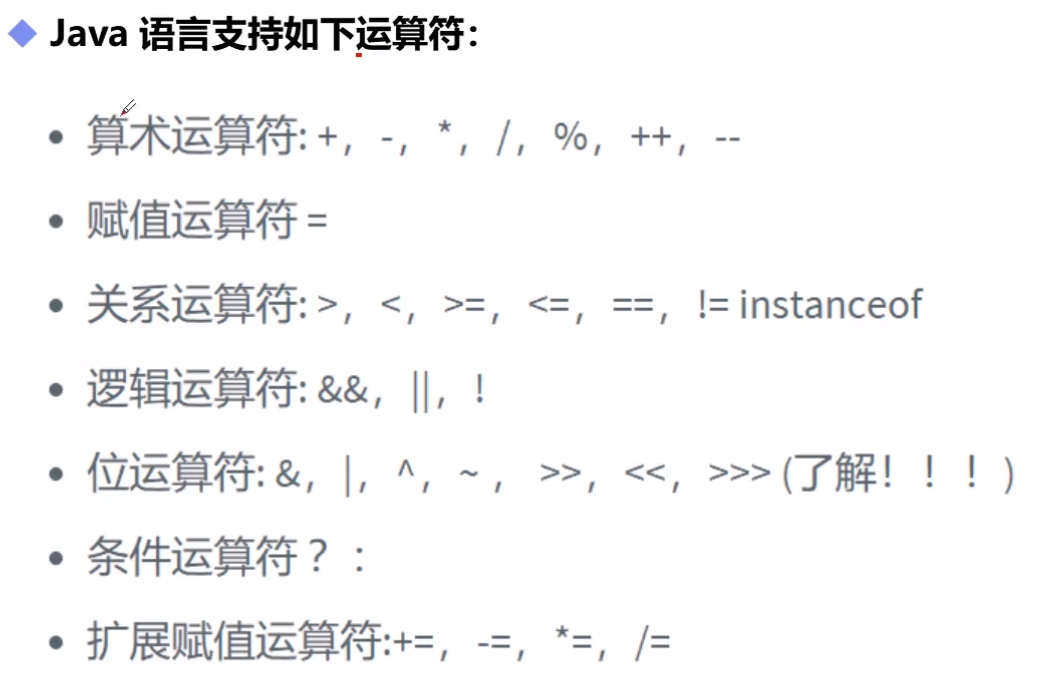 Java 语言支持如下运算符：
算术运算符: +，-，*，/，%，++，--
赋值运算符 =
关系运算符: >，<，>=，<=，==，!= instanceof
逻辑运算符: &&，||，!
位运算符: &，|，^，~， >>，<<，>>> (了解！！！)
条件运算符？：
扩展赋值运算符:+=，-=，*=，/=